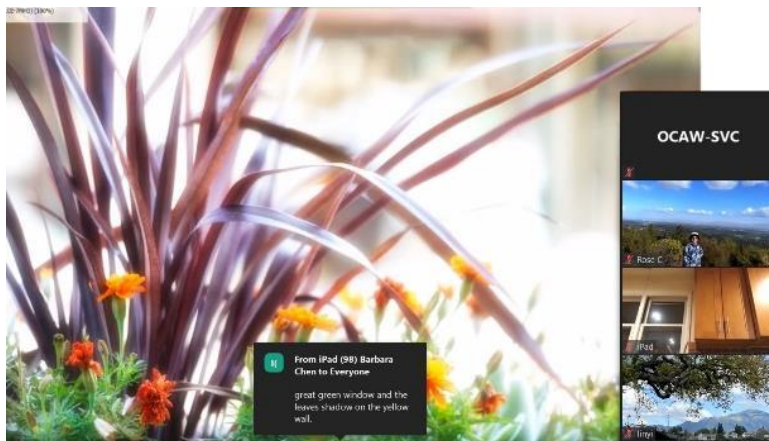 OCAW-SVC
Rose C
iPad
From iPad (98) Barbara
Chen to Everyone
great green window and the
leaves shadow on the yellow
wall.